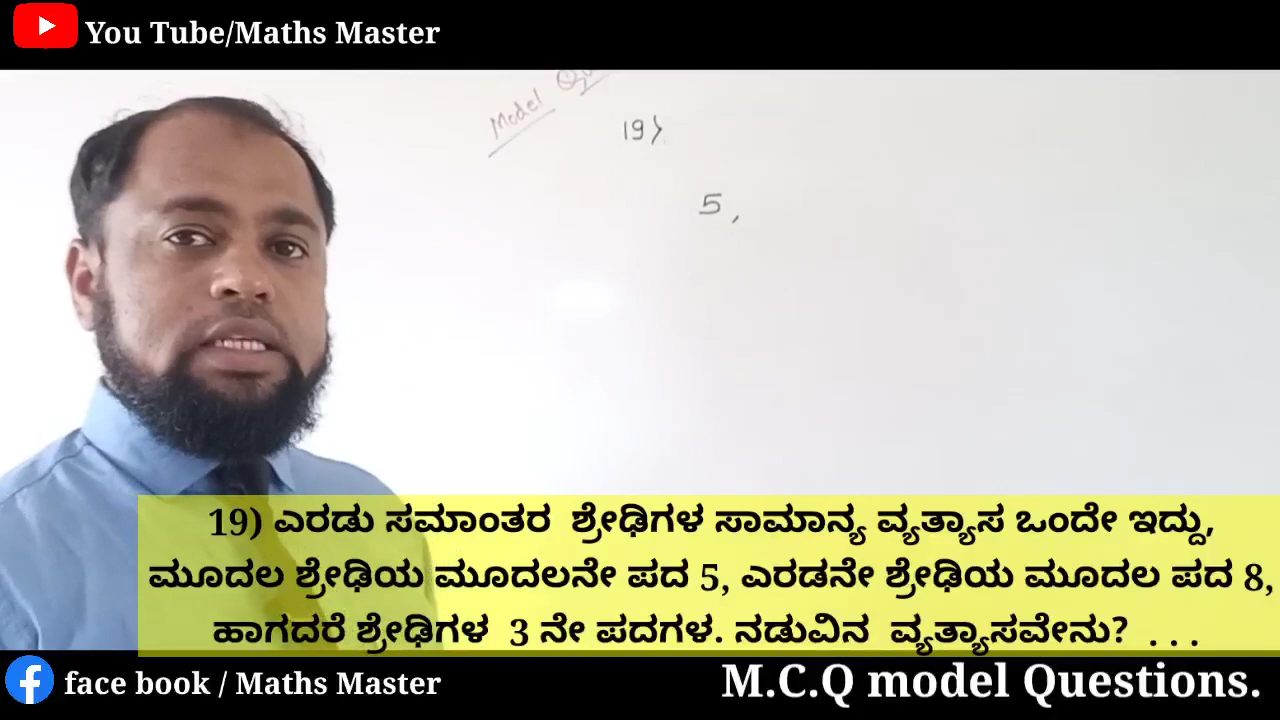 You Tube/Maths Master
Model
19)
5,
19) ಎರಡು ಸಮಾಂತರ ಶ್ರೇಢಿಗಳ ಸಾಮಾನ್ಯ ವ್ಯತ್ಯಾಸ ಒಂದೇ ಇದ್ದು,
ಮೂದಲ ಶ್ರೇಢಿಯ ಮೂದಲನೇ ಪದ 5, ಎರಡನೇ ಶ್ರೇಢಿಯ ಮೂದಲ ಪದ 8,
ಹಾಗದರೆ ಶ್ರೇಢಿಗಳ 3 ನೇ ಪದಗಳ. ನಡುವಿನ ವ್ಯತ್ಯಾಸವೇನು? . . .
face book / Maths Master
M.C.Q model Questions.